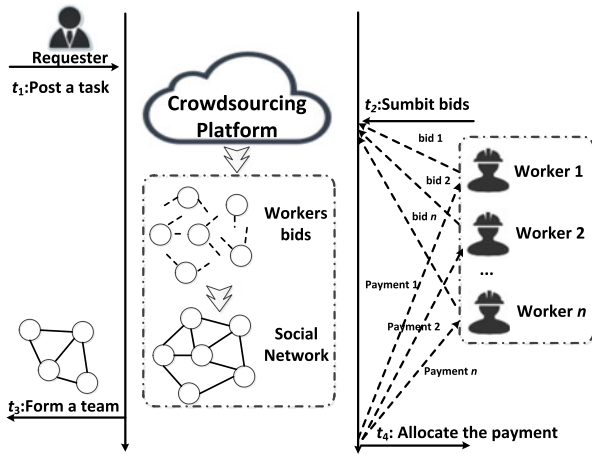 Requester
t1:Post a task
Crowdsourcing
Platform
t2:Sumbit bids
bid 1
bid 2
bid n
Worker 1
Worker 2
...
Worker n
Workers
bids
Social
Network
Payment 1
Payment 2
Payment n
t3:Form a team
t4: Allocate the payment